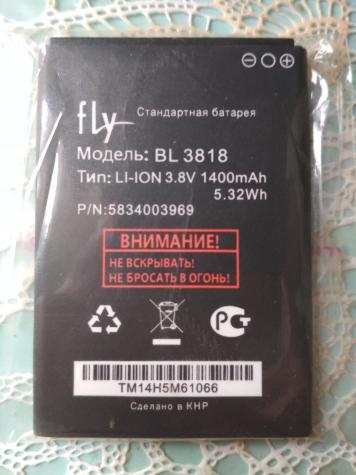 fly Стандартная батарея
Модель: BL 3818
Тип: LI-ION 3.8V 1400mAh
5.32Wh
P/N:5834003969
ВНИМАНИЕ!
НЕ ВСКРЫВАТЬ!
НЕ БРОСАТЬ В ОГОНЬ!
TM14H5M61066
Сделано в КНР